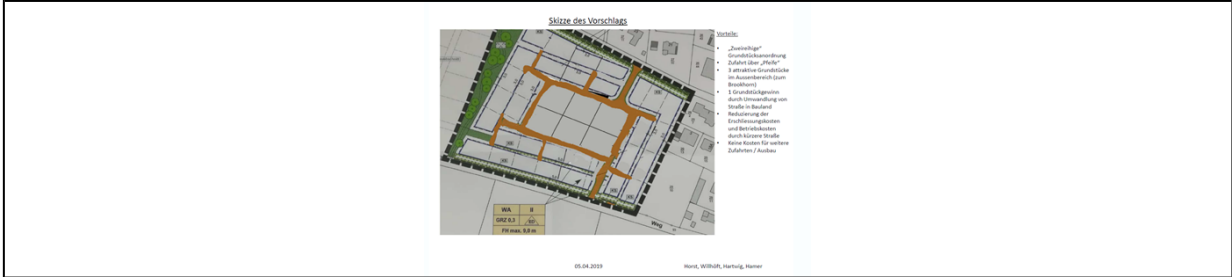 Skizze des Vorschlags
Vorteile:
• „Zweireihige“
Grundstücksanordnung
• Zufahrt über „Pfeife“
• 3 attraktive Grundstücke
im Aussenbereich (zum
Brookhorn)
• 1 Grundstückgewinn
durch Umwandlung von
Straße in Bauland
• Reduzierung der
Erschliessungskosten
und Betriebskosten
durch kürzere Straße
• Keine Kosten für weitere
Zufahrten / Ausbau
WA II
GRZ 0,3
FH max. 9,0 m
Weg
05.04.2019
Horst, Willhöft, Hartwig, Hamer